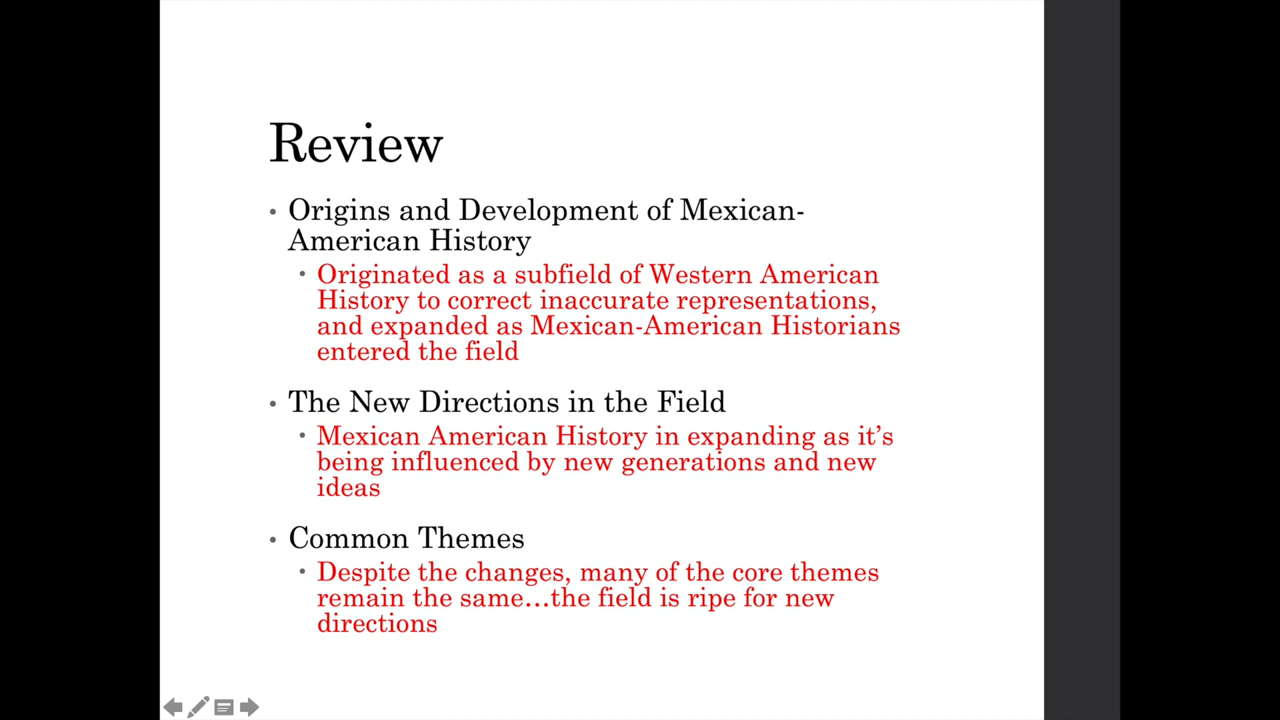 Review
• Origins and Development of Mexican-
American History
• Originated as a subfield of Western American
History to correct inaccurate representations,
and expanded as Mexican-American Historians
entered the field
• The New Directions in the Field
• Mexican American History in expanding as it’s
being influenced by new generations and new
ideas
• Common Themes
• Despite the changes, many of the core themes
remain the same…the field is ripe for new
directions